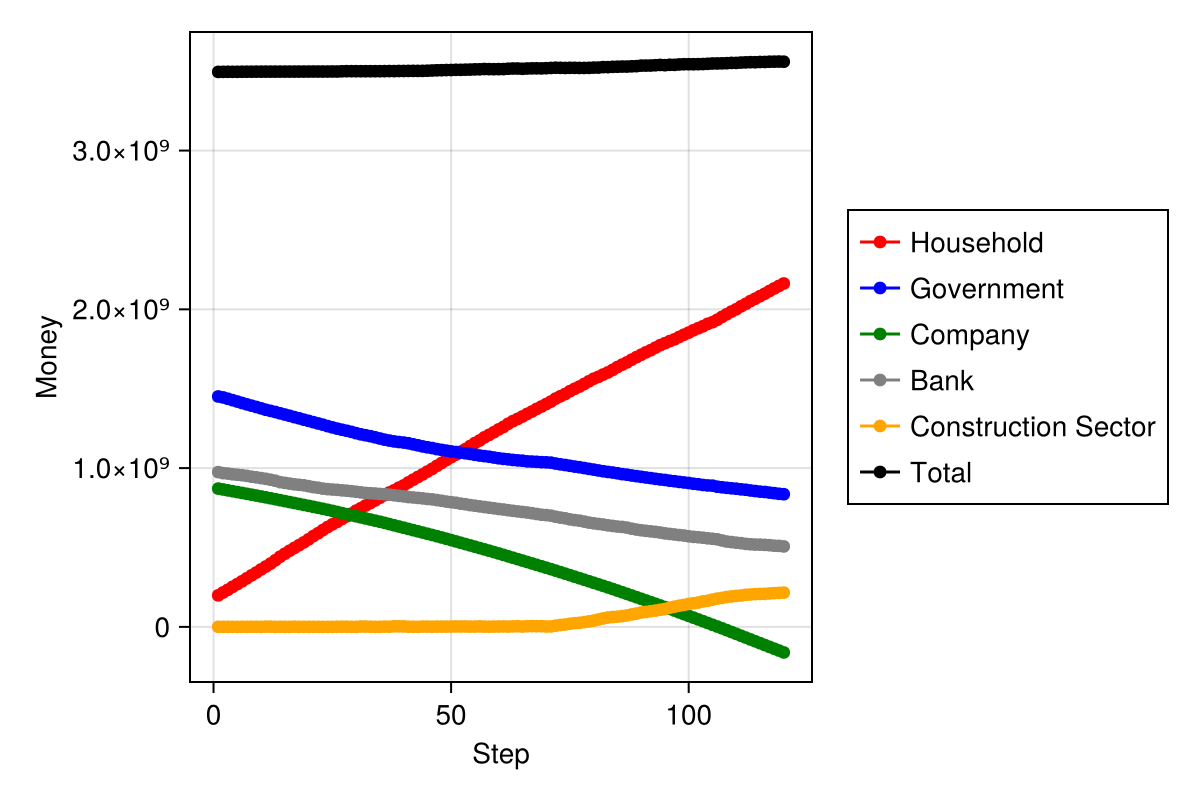 3.0×10⁹
2.0×10⁹
1.0×10⁹
0
Money
0
50
100
Step
Household
Government
Company
Bank
Construction Sector
Total